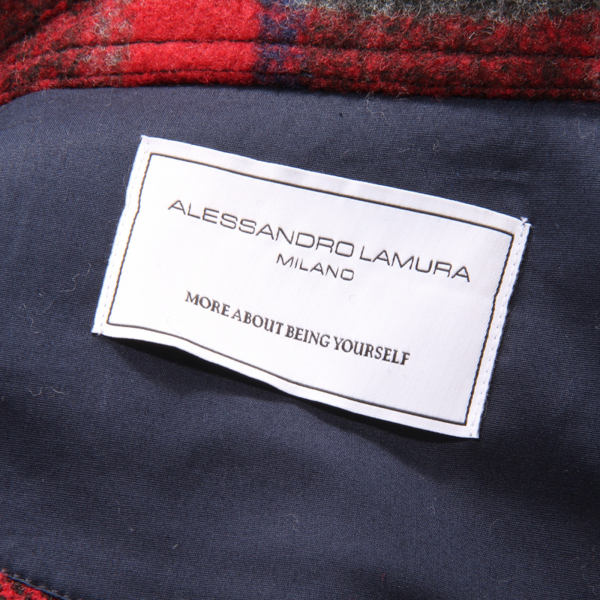 ALESSANDRO LAMURA
MILANO
MORE ABOUT BEING YOURSELF